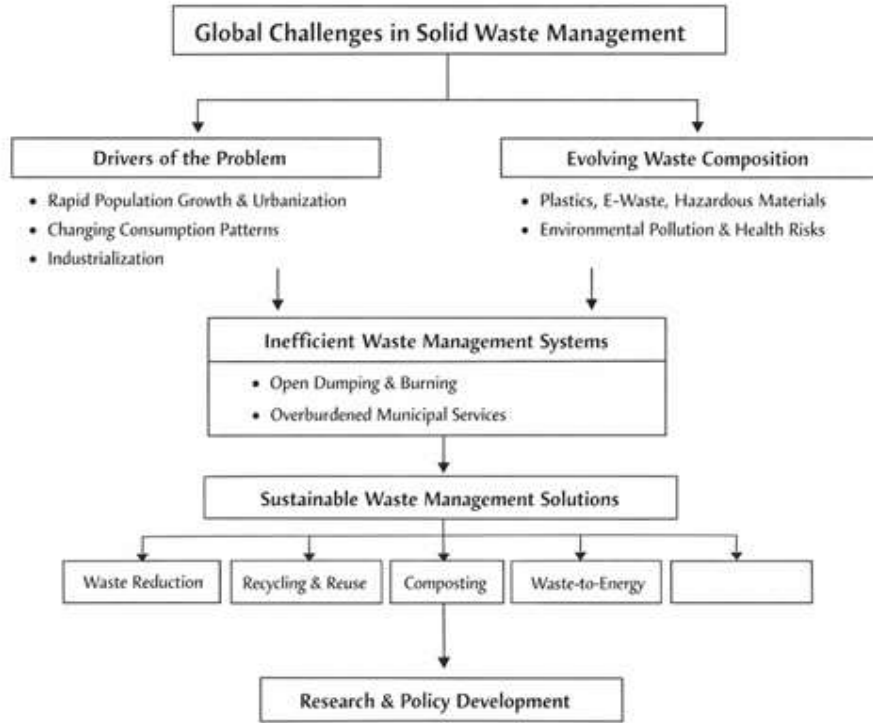 Global Challenges in Solid Waste Management
Drivers of the Problem
• Rapid Population Growth & Urbanization
• Changing Consumption Patterns
• Industrialization
Evolving Waste Composition
• Plastics, E-Waste, Hazardous Materials
• Environmental Pollution & Health Risks
Inefficient Waste Management Systems
• Open Dumping & Burning
• Overburdened Municipal Services
Sustainable Waste Management Solutions
Waste Reduction
Recycling & Reuse
Composting
Waste-to-Energy
Research & Policy Development